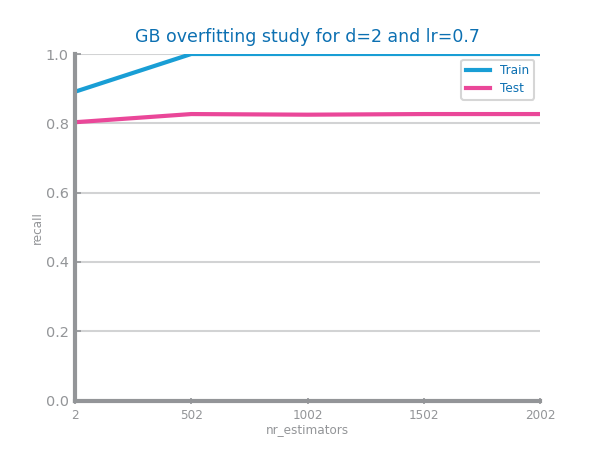 GB overfitting study for d=2 and lr=0.7
1.0
Train
Test
0.8
0.6
recall
0.4
0.2
0.0
2 502 1002 1502 2002
nr_estimators